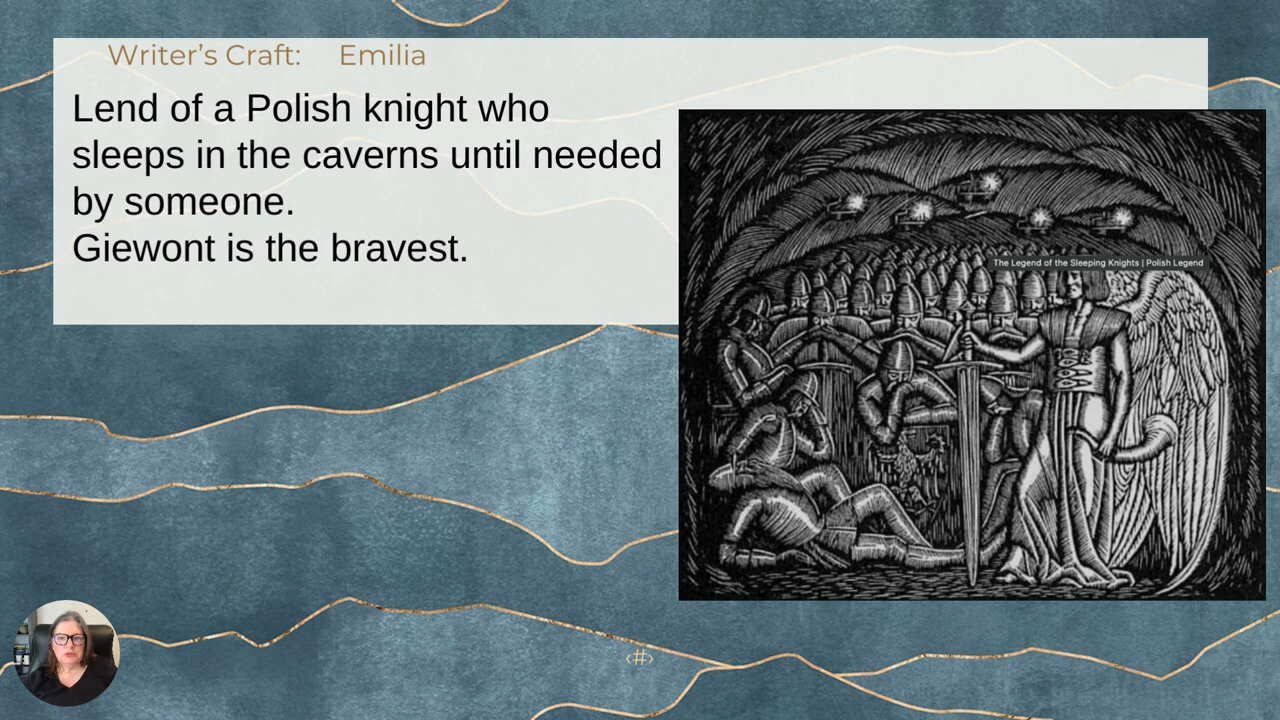 Writer's Craft: Emilia
Lend of a Polish knight who
sleeps in the caverns until needed
by someone.
Giewont is the bravest.
The Legend of the Sleeping Knights | Polish Legend
‹#›